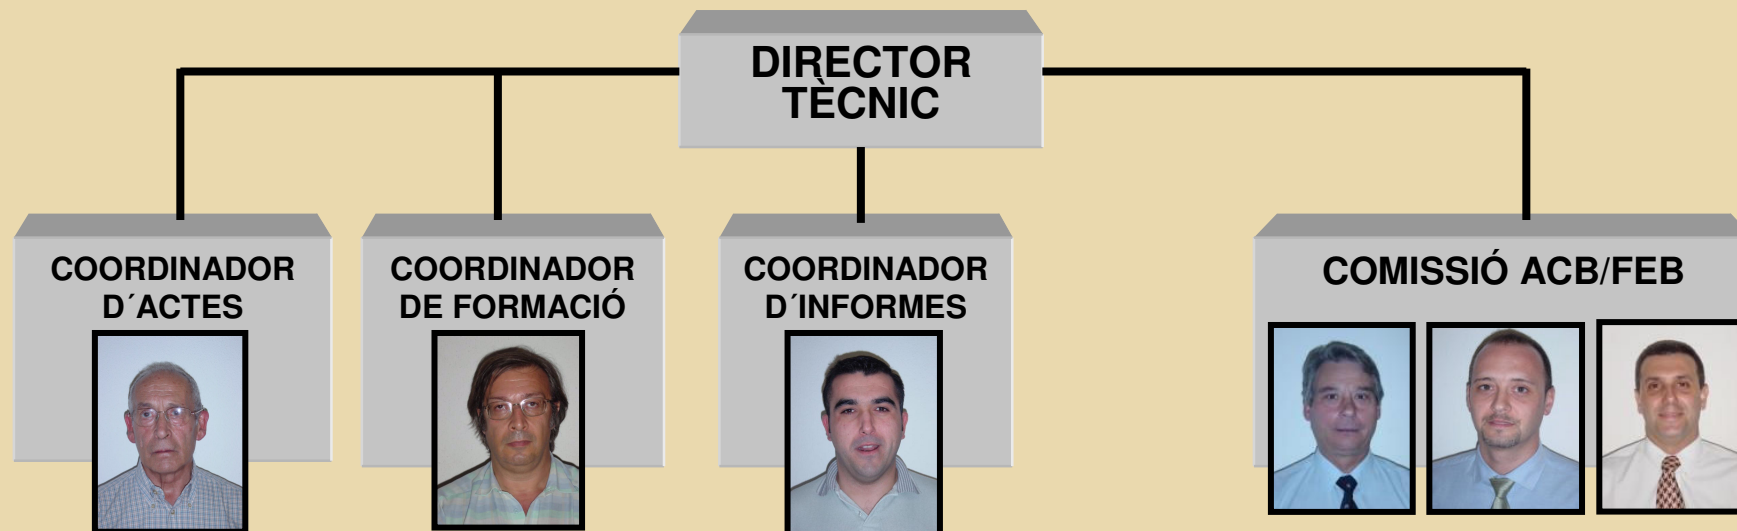 DIRECTOR
TÈCNIC
COORDINADOR
D´ACTES
COORDINADOR
DE FORMACIÓ
COORDINADOR
D´INFORMES
COMISSIÓ ACB/FEB